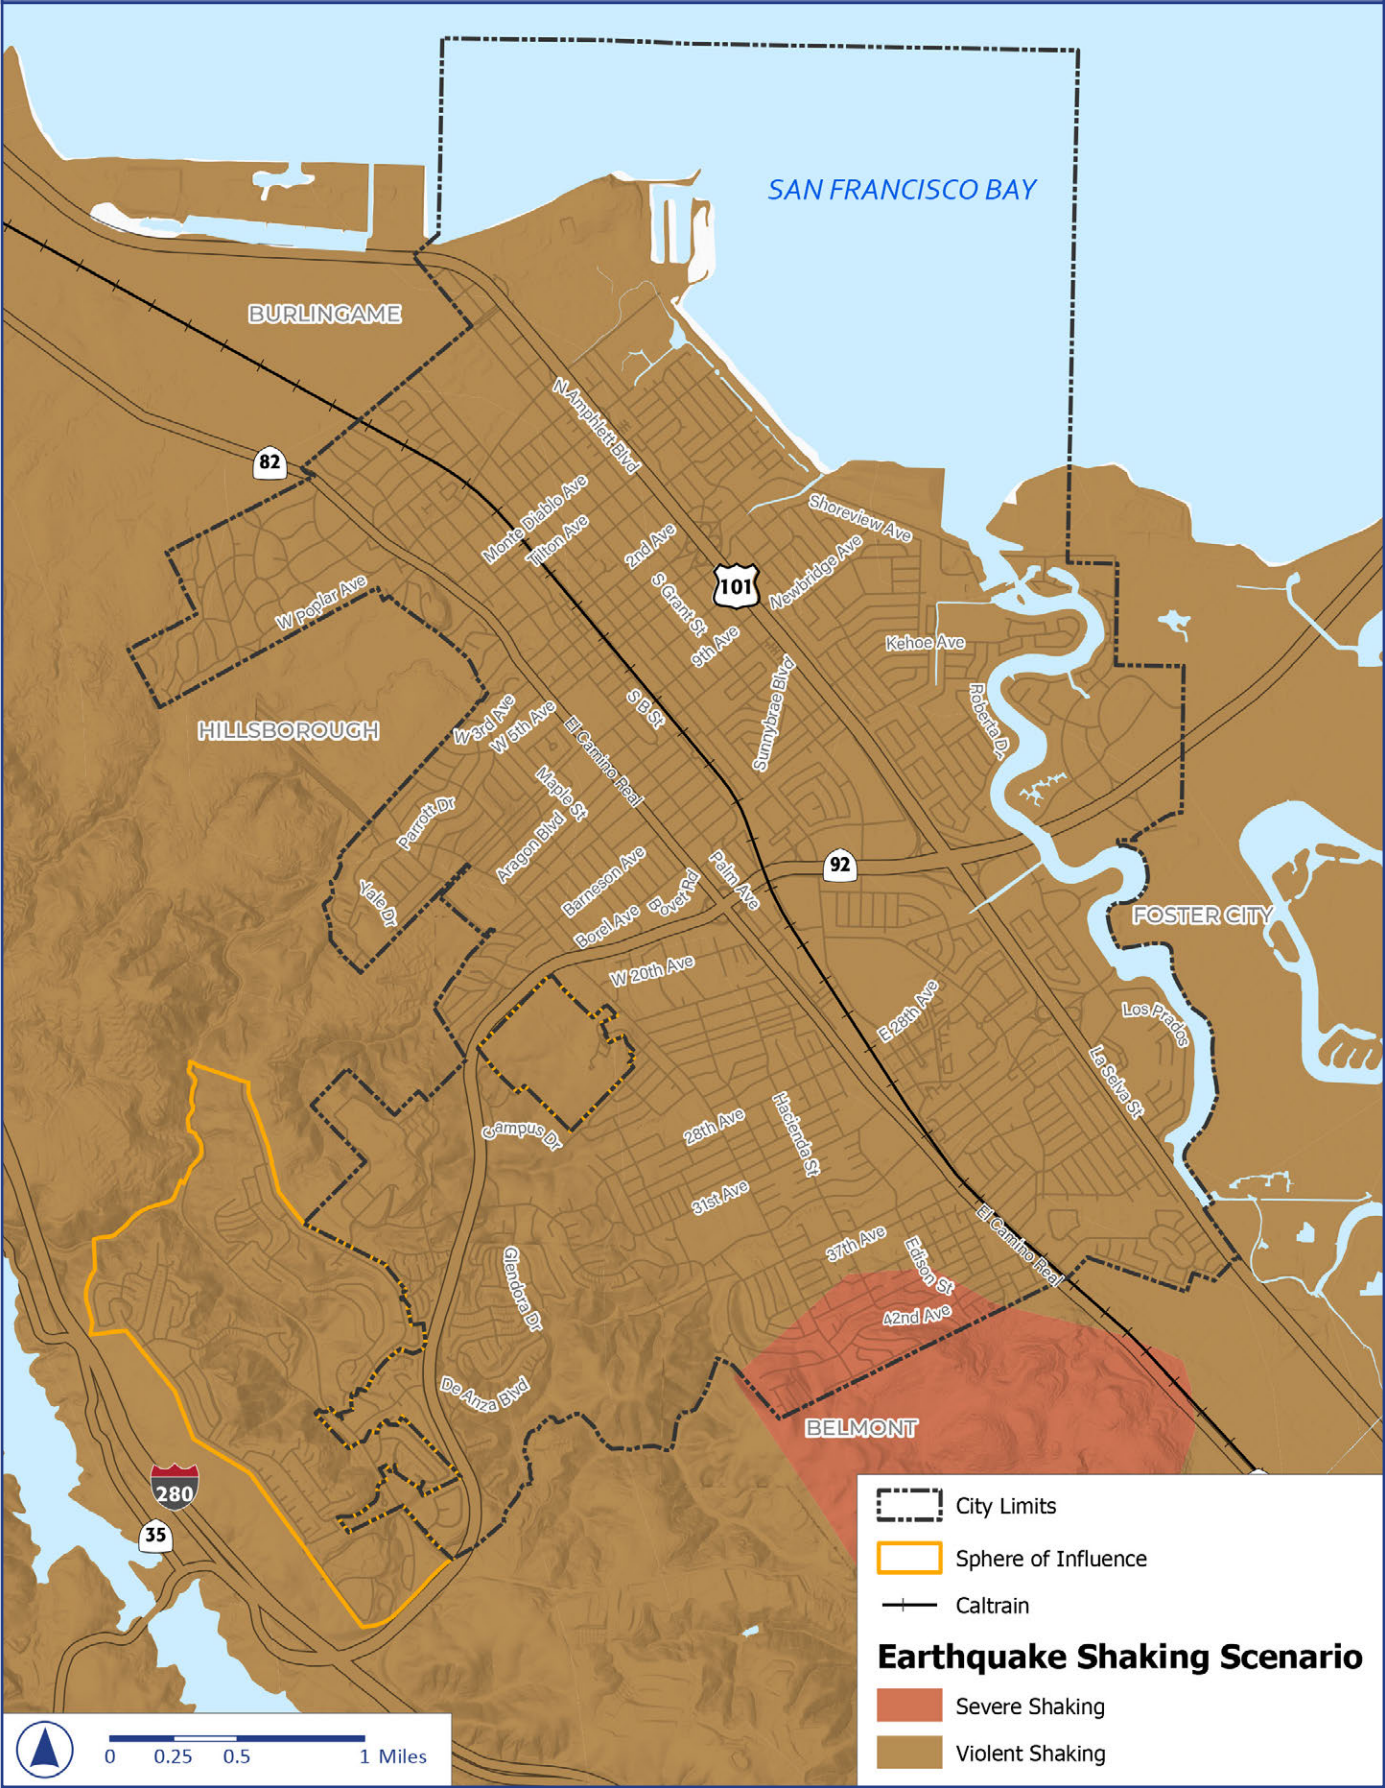 SAN FRANCISCO BAY
BURLINGAME
82
N Amphlett Blvd
Monte Diablo Ave
Tilton Ave
2nd Ave
Shoreview Ave
Newbridge Ave
101
W Poplar Ave
S Grant St
9th Ave
Kehoe Ave
Sunnybrae Blvd
Roberta Dr
HILLSBOROUGH
W 3rd Ave
W 5th Ave
S B St
El Camino Real
Maple St
Parrott Dr
Aragon Blvd
92
Palm Ave
Barneson Ave
Bovet Rd
Yale Dr
Borel Ave
FOSTER CITY
W 20th Ave
E 28th Ave
Los Prados
La Selva St
Campus Dr
28th Ave
Hacienda St
31st Ave
El Camino Real
37th Ave
Edison St
Glendora Dr
42nd Ave
De Anza Blvd
BELMONT
280
35
City Limits
Sphere of Influence
Caltrain
Earthquake Shaking Scenario
Severe Shaking
Violent Shaking
0 0.25 0.5 1 Miles